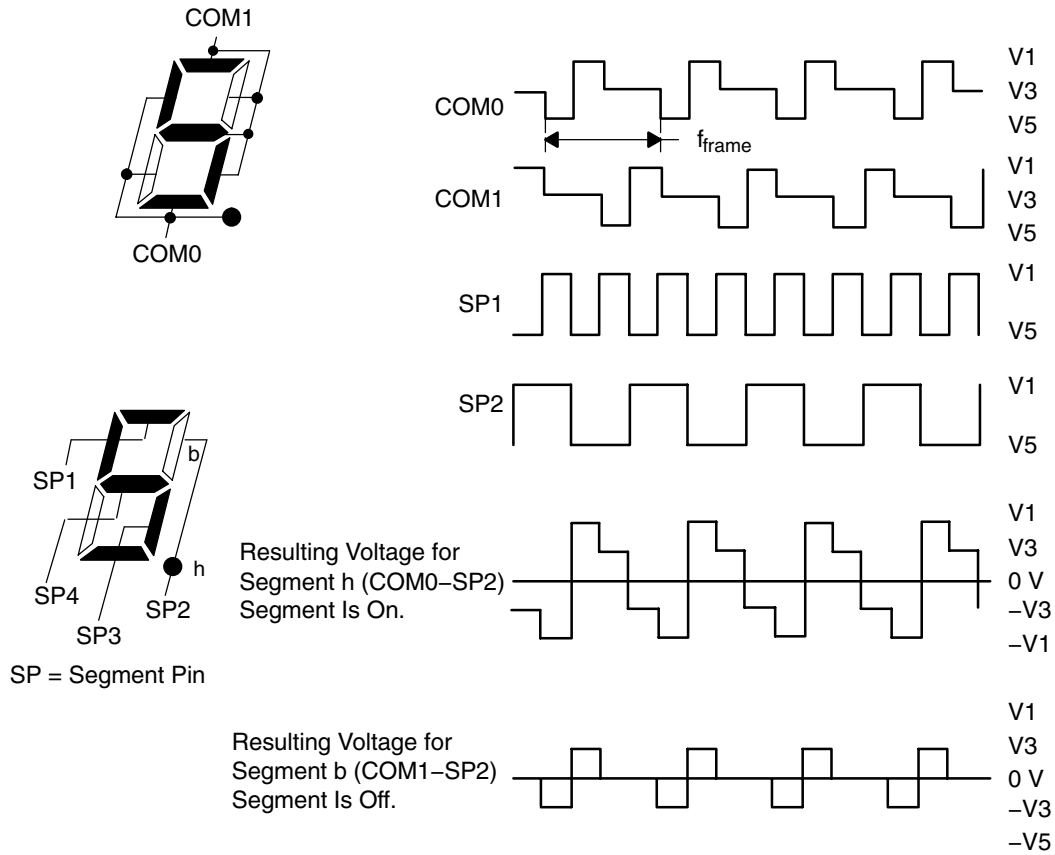 COM1
COM0
COM0
V1
V3
V5
f_frame
COM1
V1
V3
V5
SP1
V1
V5
SP2
V1
V5
b
SP1
h
SP4
SP2
SP3
SP = Segment Pin
Resulting Voltage for
Segment h (COM0−SP2)
Segment Is On.
V1
V3
0 V
−V3
−V1
Resulting Voltage for
Segment b (COM1−SP2)
Segment Is Off.
V1
V3
0 V
−V3
−V5